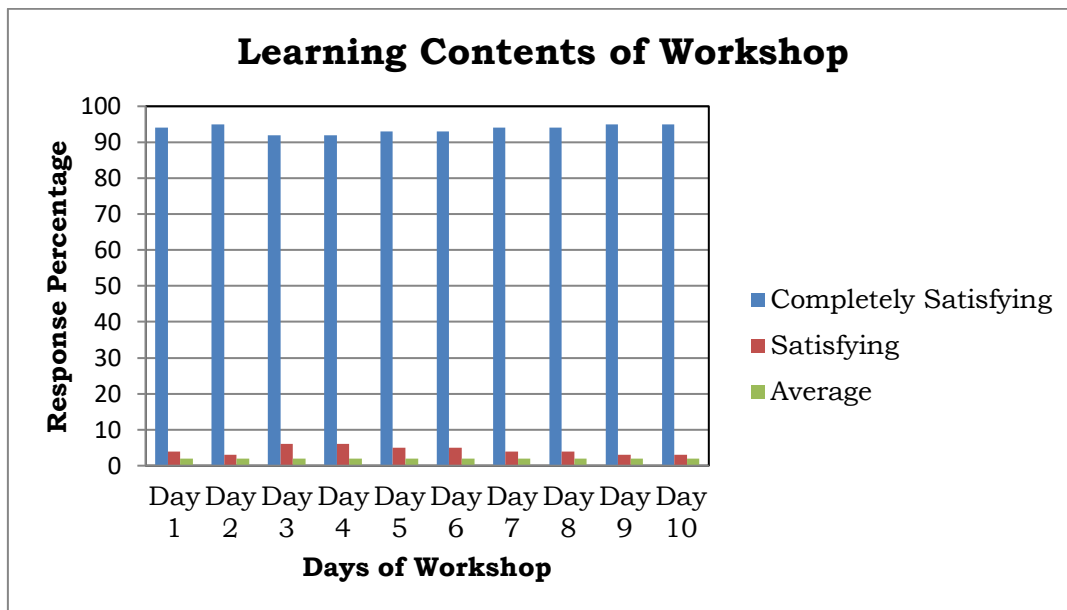 Learning Contents of Workshop
Response Percentage
100
90
80
70
60
50
40
30
20
10
0
Day 1
Day 2
Day 3
Day 4
Day 5
Day 6
Day 7
Day 8
Day 9
Day 10
Days of Workshop
Completely Satisfying
Satisfying
Average